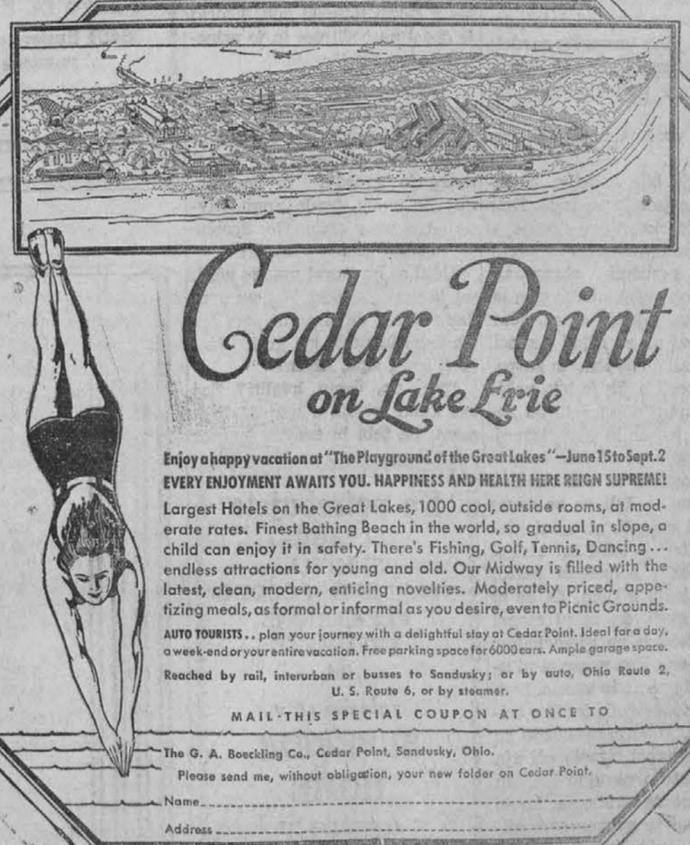 Cedar Point
on Lake Erie
Enjoy a happy vacation at "The Playground of the Great Lakes"—June 15 to Sept. 2
EVERY ENJOYMENT AWAITS YOU. HAPPINESS AND HEALTH HERE REIGN SUPREME!
Largest Hotels on the Great Lakes, 1000 cool, outside rooms, at mod-
erate rates. Finest Bathing Beach in the world, so gradual in slope, a
child can enjoy it in safety. There's Fishing, Golf, Tennis, Dancing ...
endless attractions for young and old. Our Midway is filled with the
latest, clean, modern, enticing novelties. Moderately priced, appe-
tizing meals, as formal or informal as you desire, even to Picnic Grounds.
AUTO TOURISTS .. plan your journey with a delightful stay at Cedar Point. Ideal for a day,
a week-end or your entire vacation. Free parking space for 6000 cars. Ample garage space.
Reached by rail, interurban or busses to Sandusky; or by auto, Ohio Route 2,
U. S. Route 6, or by steamer.
MAIL THIS SPECIAL COUPON AT ONCE TO
The G. A. Boeckling Co., Cedar Point, Sandusky, Ohio.
Please send me, without obligation, your new folder on Cedar Point.
Name
Address